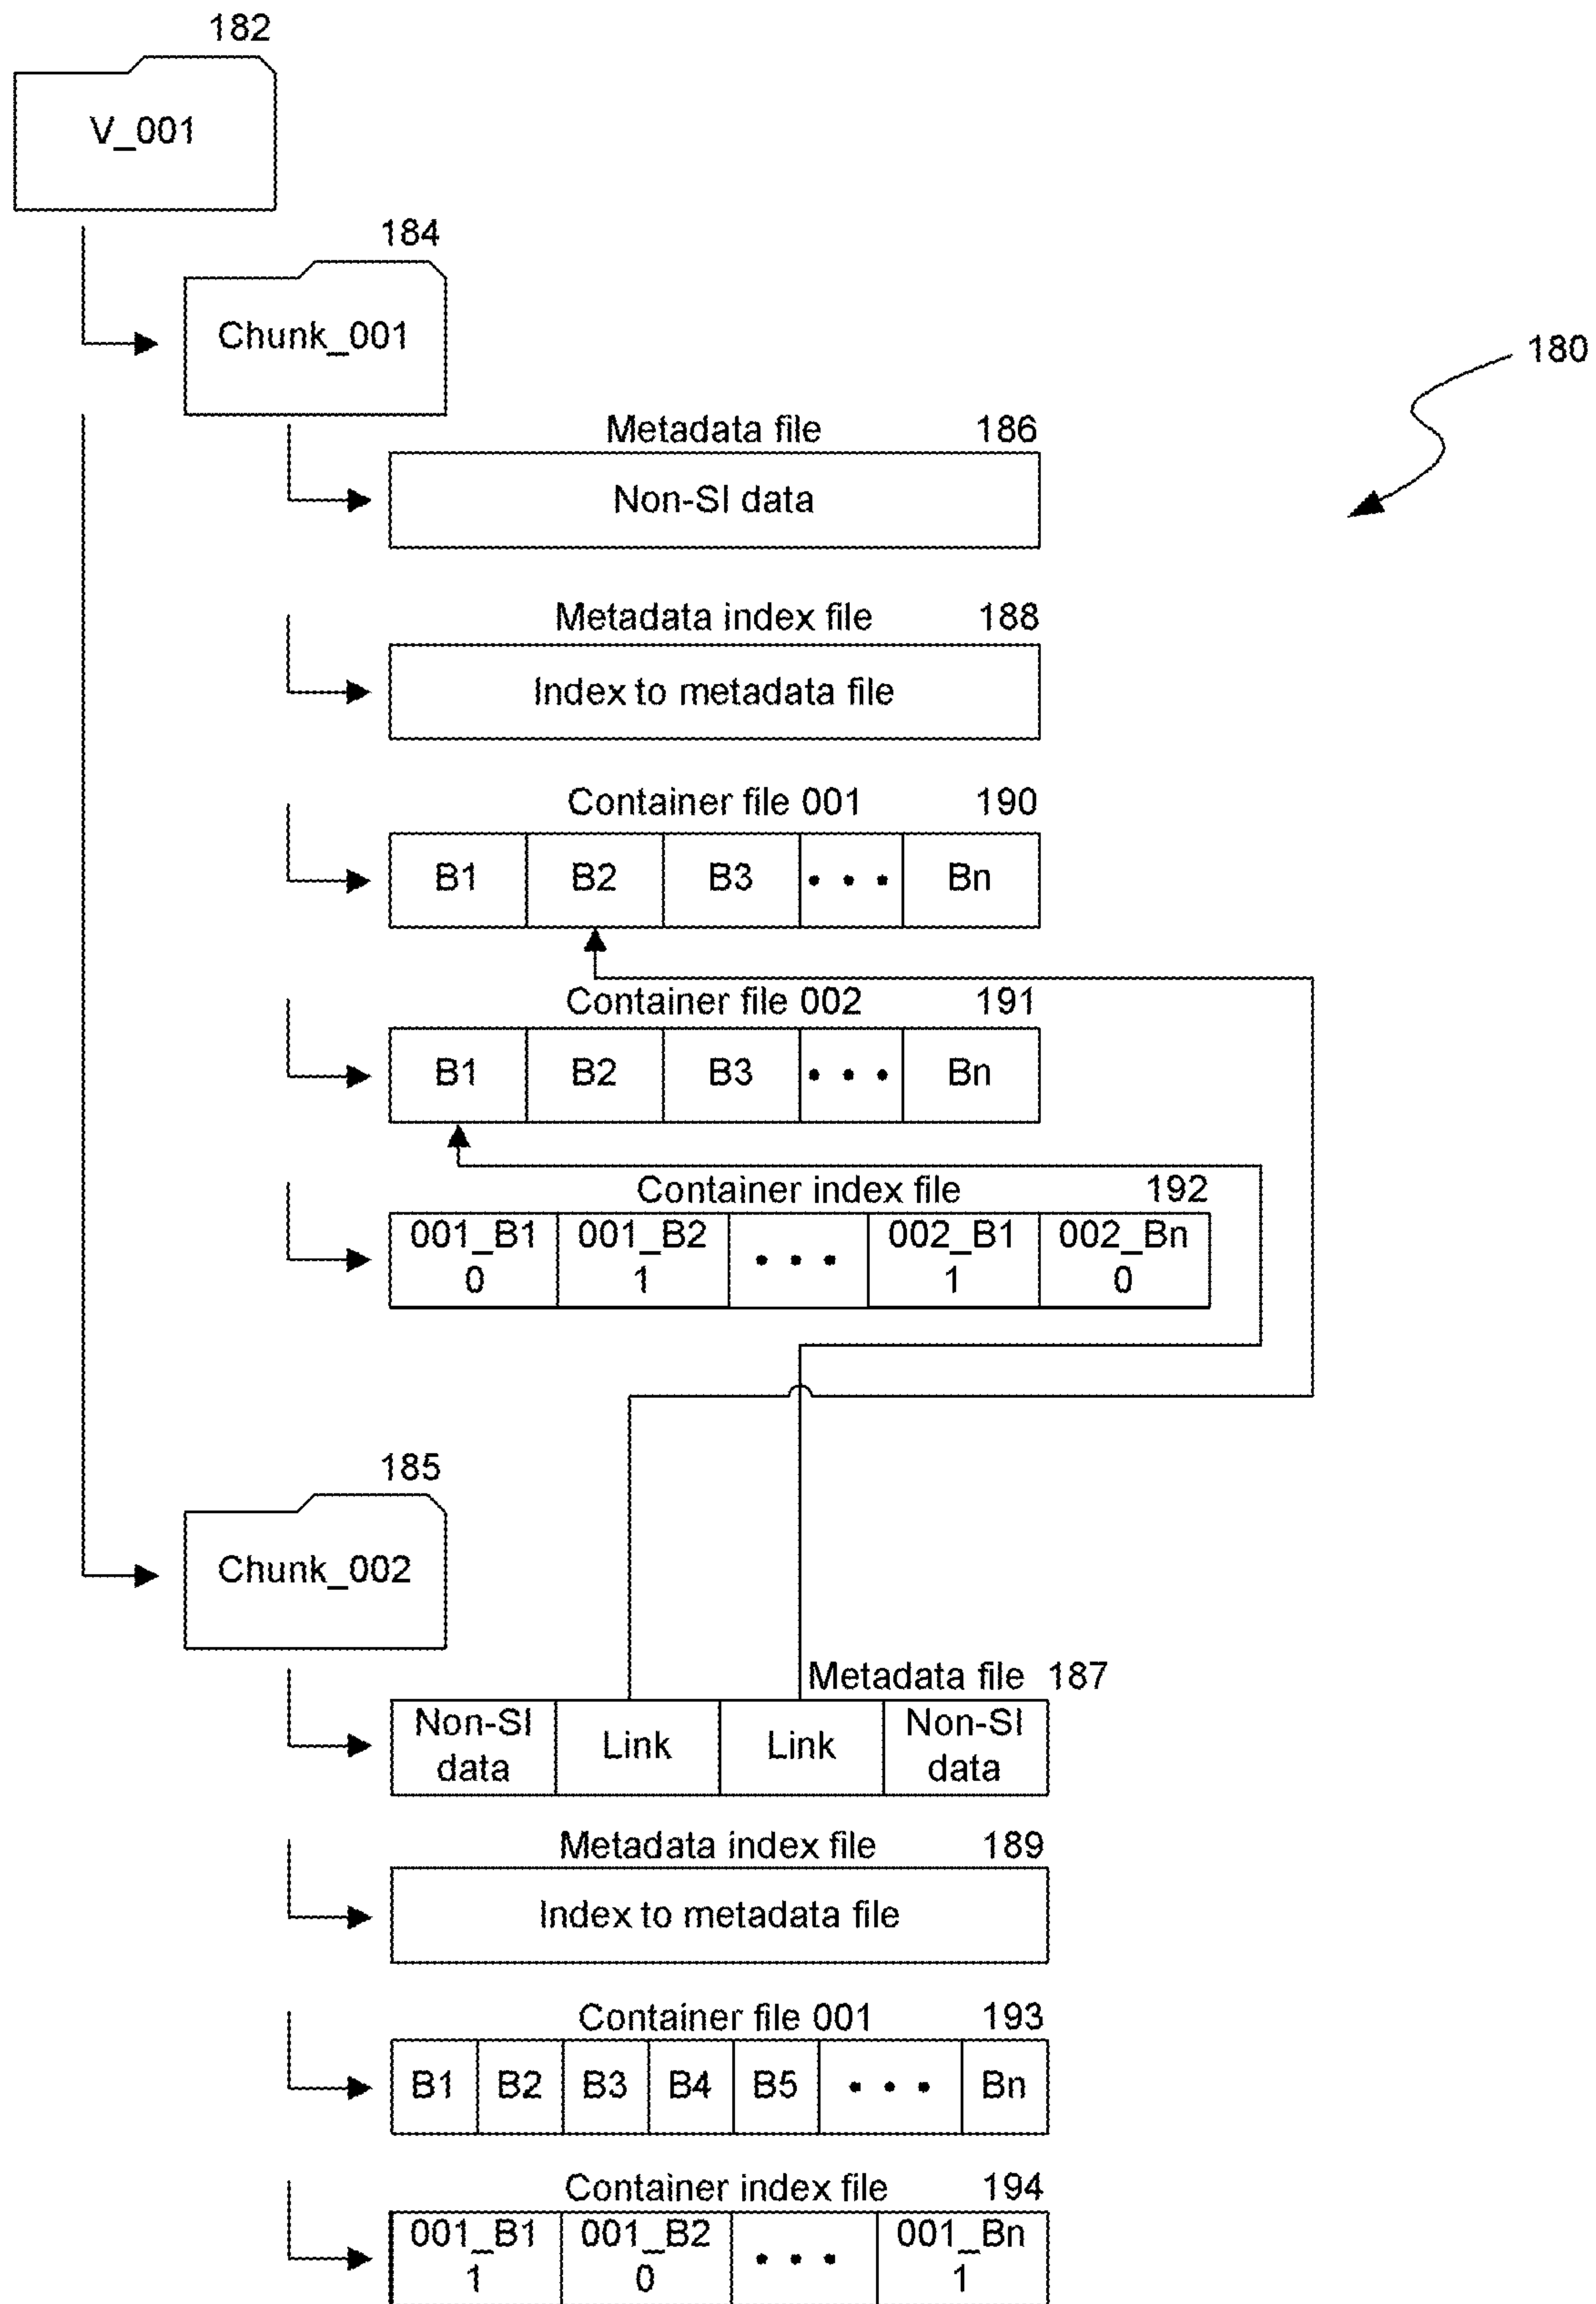 182
V_001
184
Chunk_001
180
Metadata file 186
Non-SI data
Metadata index file 188
Index to metadata file
Container file 001 190
B1 B2 B3 • • • Bn
Container file 002 191
B1 B2 B3 • • • Bn
Container index file 192
001_B1 001_B2 • • • 002_B1 002_Bn
0 1 1 0
185
Chunk_002
Metadata file 187
Non-SI Link Link Non-SI
data data
Metadata index file 189
Index to metadata file
Container file 001 193
B1 B2 B3 B4 B5 • • • Bn
Container index file 194
001_B1 001_B2 • • • 001_Bn
1 0 1